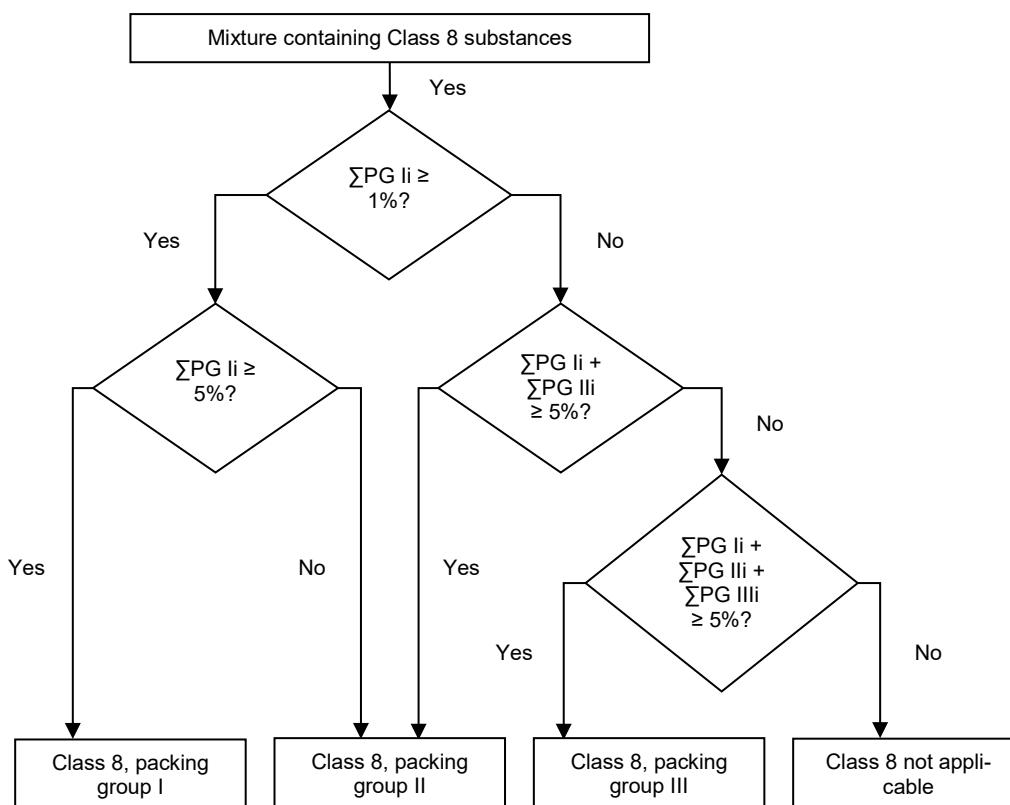 Mixture containing Class 8 substances
Yes
∑PG Ii ≥
1%?
Yes
No
∑PG Ii ≥
5%?
∑PG Ii +
∑PG IIi
≥ 5%?
No
Yes
No
Yes
∑PG Ii +
∑PG IIi +
∑PG IIIi
≥ 5%?
Yes
No
Class 8, packing
group I
Class 8, packing
group II
Class 8, packing
group III
Class 8 not appli-
cable